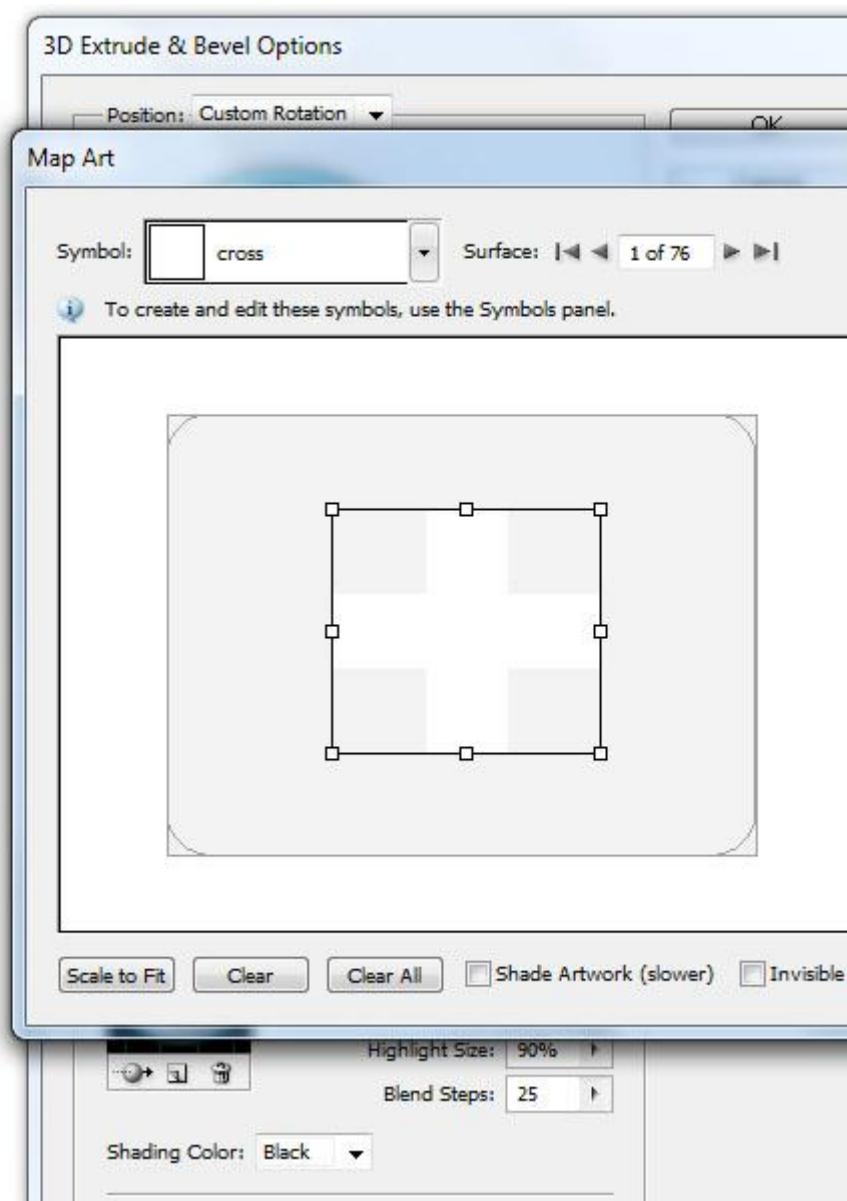 3D Extrude & Bevel Options
Position: Custom Rotation
OK
Map Art
Symbol: cross Surface: 1 of 76
To create and edit these symbols, use the Symbols panel.
Scale to Fit Clear Clear All Shade Artwork (slower) Invisible
Highlight Size: 90%
Blend Steps: 25
Shading Color: Black